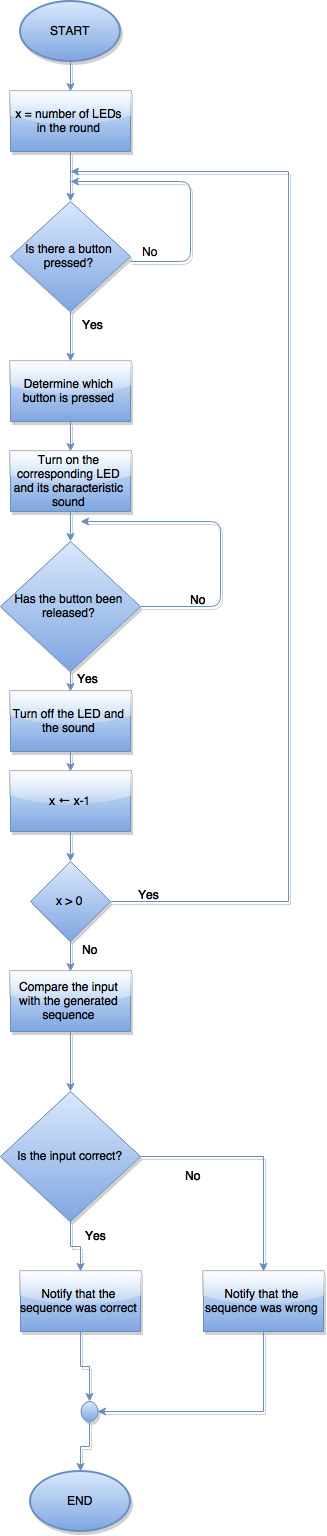 START
x = number of LEDs
in the round
Is there a button
pressed?
No
Yes
Determine which
button is pressed
Turn on the
corresponding LED
and its characteristic
sound
Has the button been
released?
No
Yes
Turn off the LED and
the sound
x ← x-1
x > 0
Yes
No
Compare the input
with the generated
sequence
Is the input correct?
No
Yes
Notify that the
sequence was correct
Notify that the
sequence was wrong
END